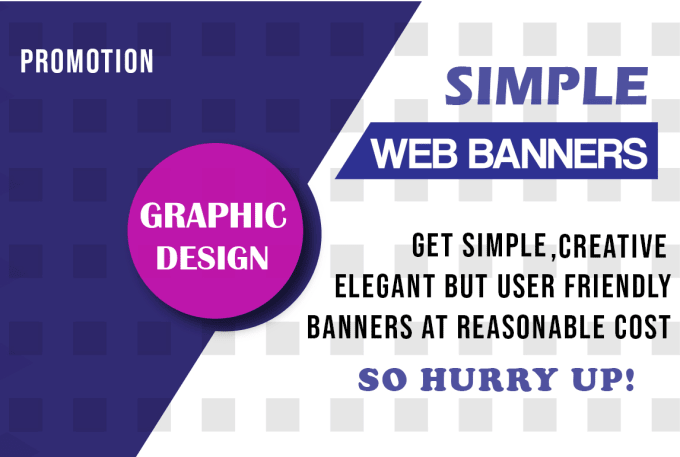 PROMOTION
GRAPHIC
DESIGN
SIMPLE
WEB BANNERS
GET SIMPLE,CREATIVE
ELEGANT BUT USER FRIENDLY
BANNERS AT REASONABLE COST
SO HURRY UP!